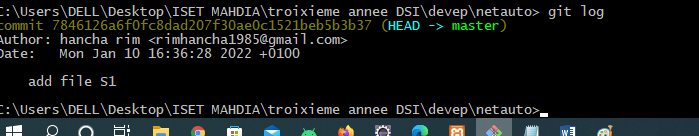 C:\Users\DELL\Desktop\ISET MAHDIA\troixieme annee DSI\devep\netauto> git log
commit 7846126a6f0fc8dad207f30ae0c1521beb5b3b37 (HEAD -> master)
Author: hancha rim <rimhancha1985@gmail.com>
Date:   Mon Jan 10 16:36:28 2022 +0100
    add file S1
C:\Users\DELL\Desktop\ISET MAHDIA\troixieme annee DSI\devep\netauto>